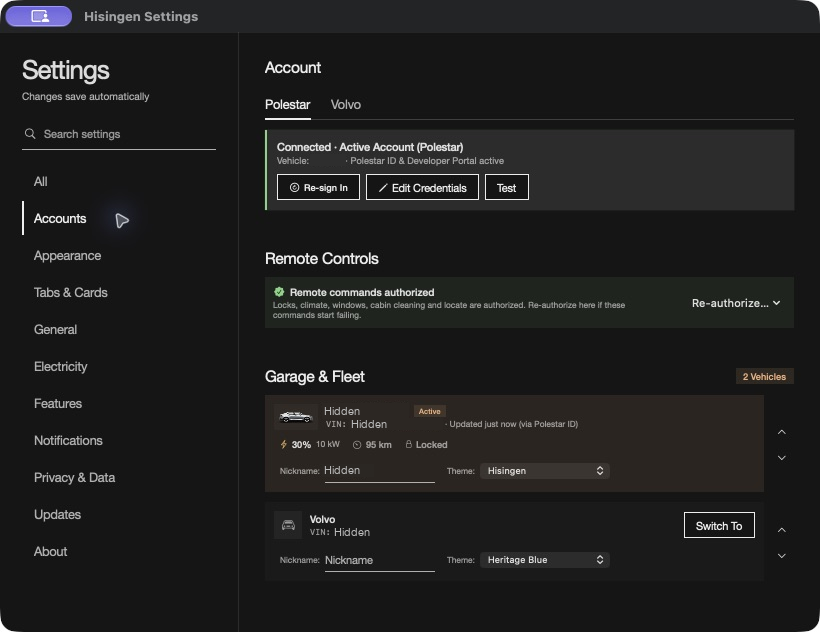 Hisingen Settings
Settings
Changes save automatically
Search settings
All
Accounts
Appearance
Tabs & Cards
General
Electricity
Features
Notifications
Privacy & Data
Updates
About
Account
Polestar Volvo
Connected · Active Account (Polestar)
Vehicle: · Polestar ID & Developer Portal active
Re-sign In Edit Credentials Test
Remote Controls
Remote commands authorized
Locks, climate, windows, cabin cleaning and locate are authorized. Re-authorize here if these
commands start failing.
Re-authorize...
Garage & Fleet
2 Vehicles
Hidden Active
VIN: Hidden · Updated just now (via Polestar ID)
30% 10 kW 95 km Locked
Nickname: Hidden Theme: Hisingen
Volvo
VIN: Hidden
Switch To
Nickname: Nickname Theme: Heritage Blue